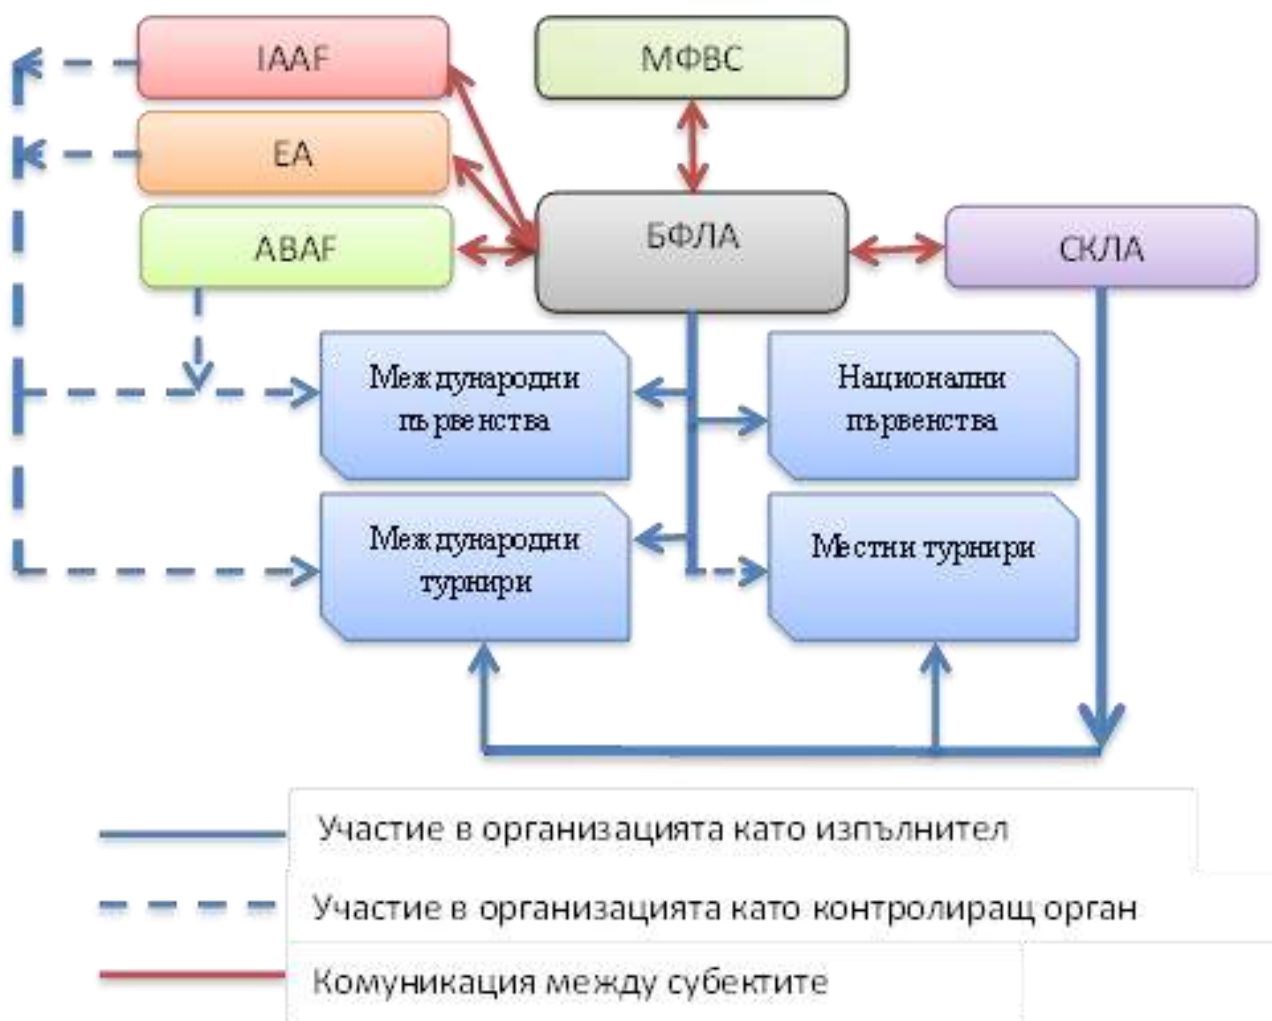 IAAF
МФВС
EA
ABAF
БФЛА
СКЛА
Международни
първенства
Национални
първенства
Международни
турнири
Местни турнири
Участие в организацията като изпълнител
Участие в организацията като контролиращ орган
Комуникация между субектите